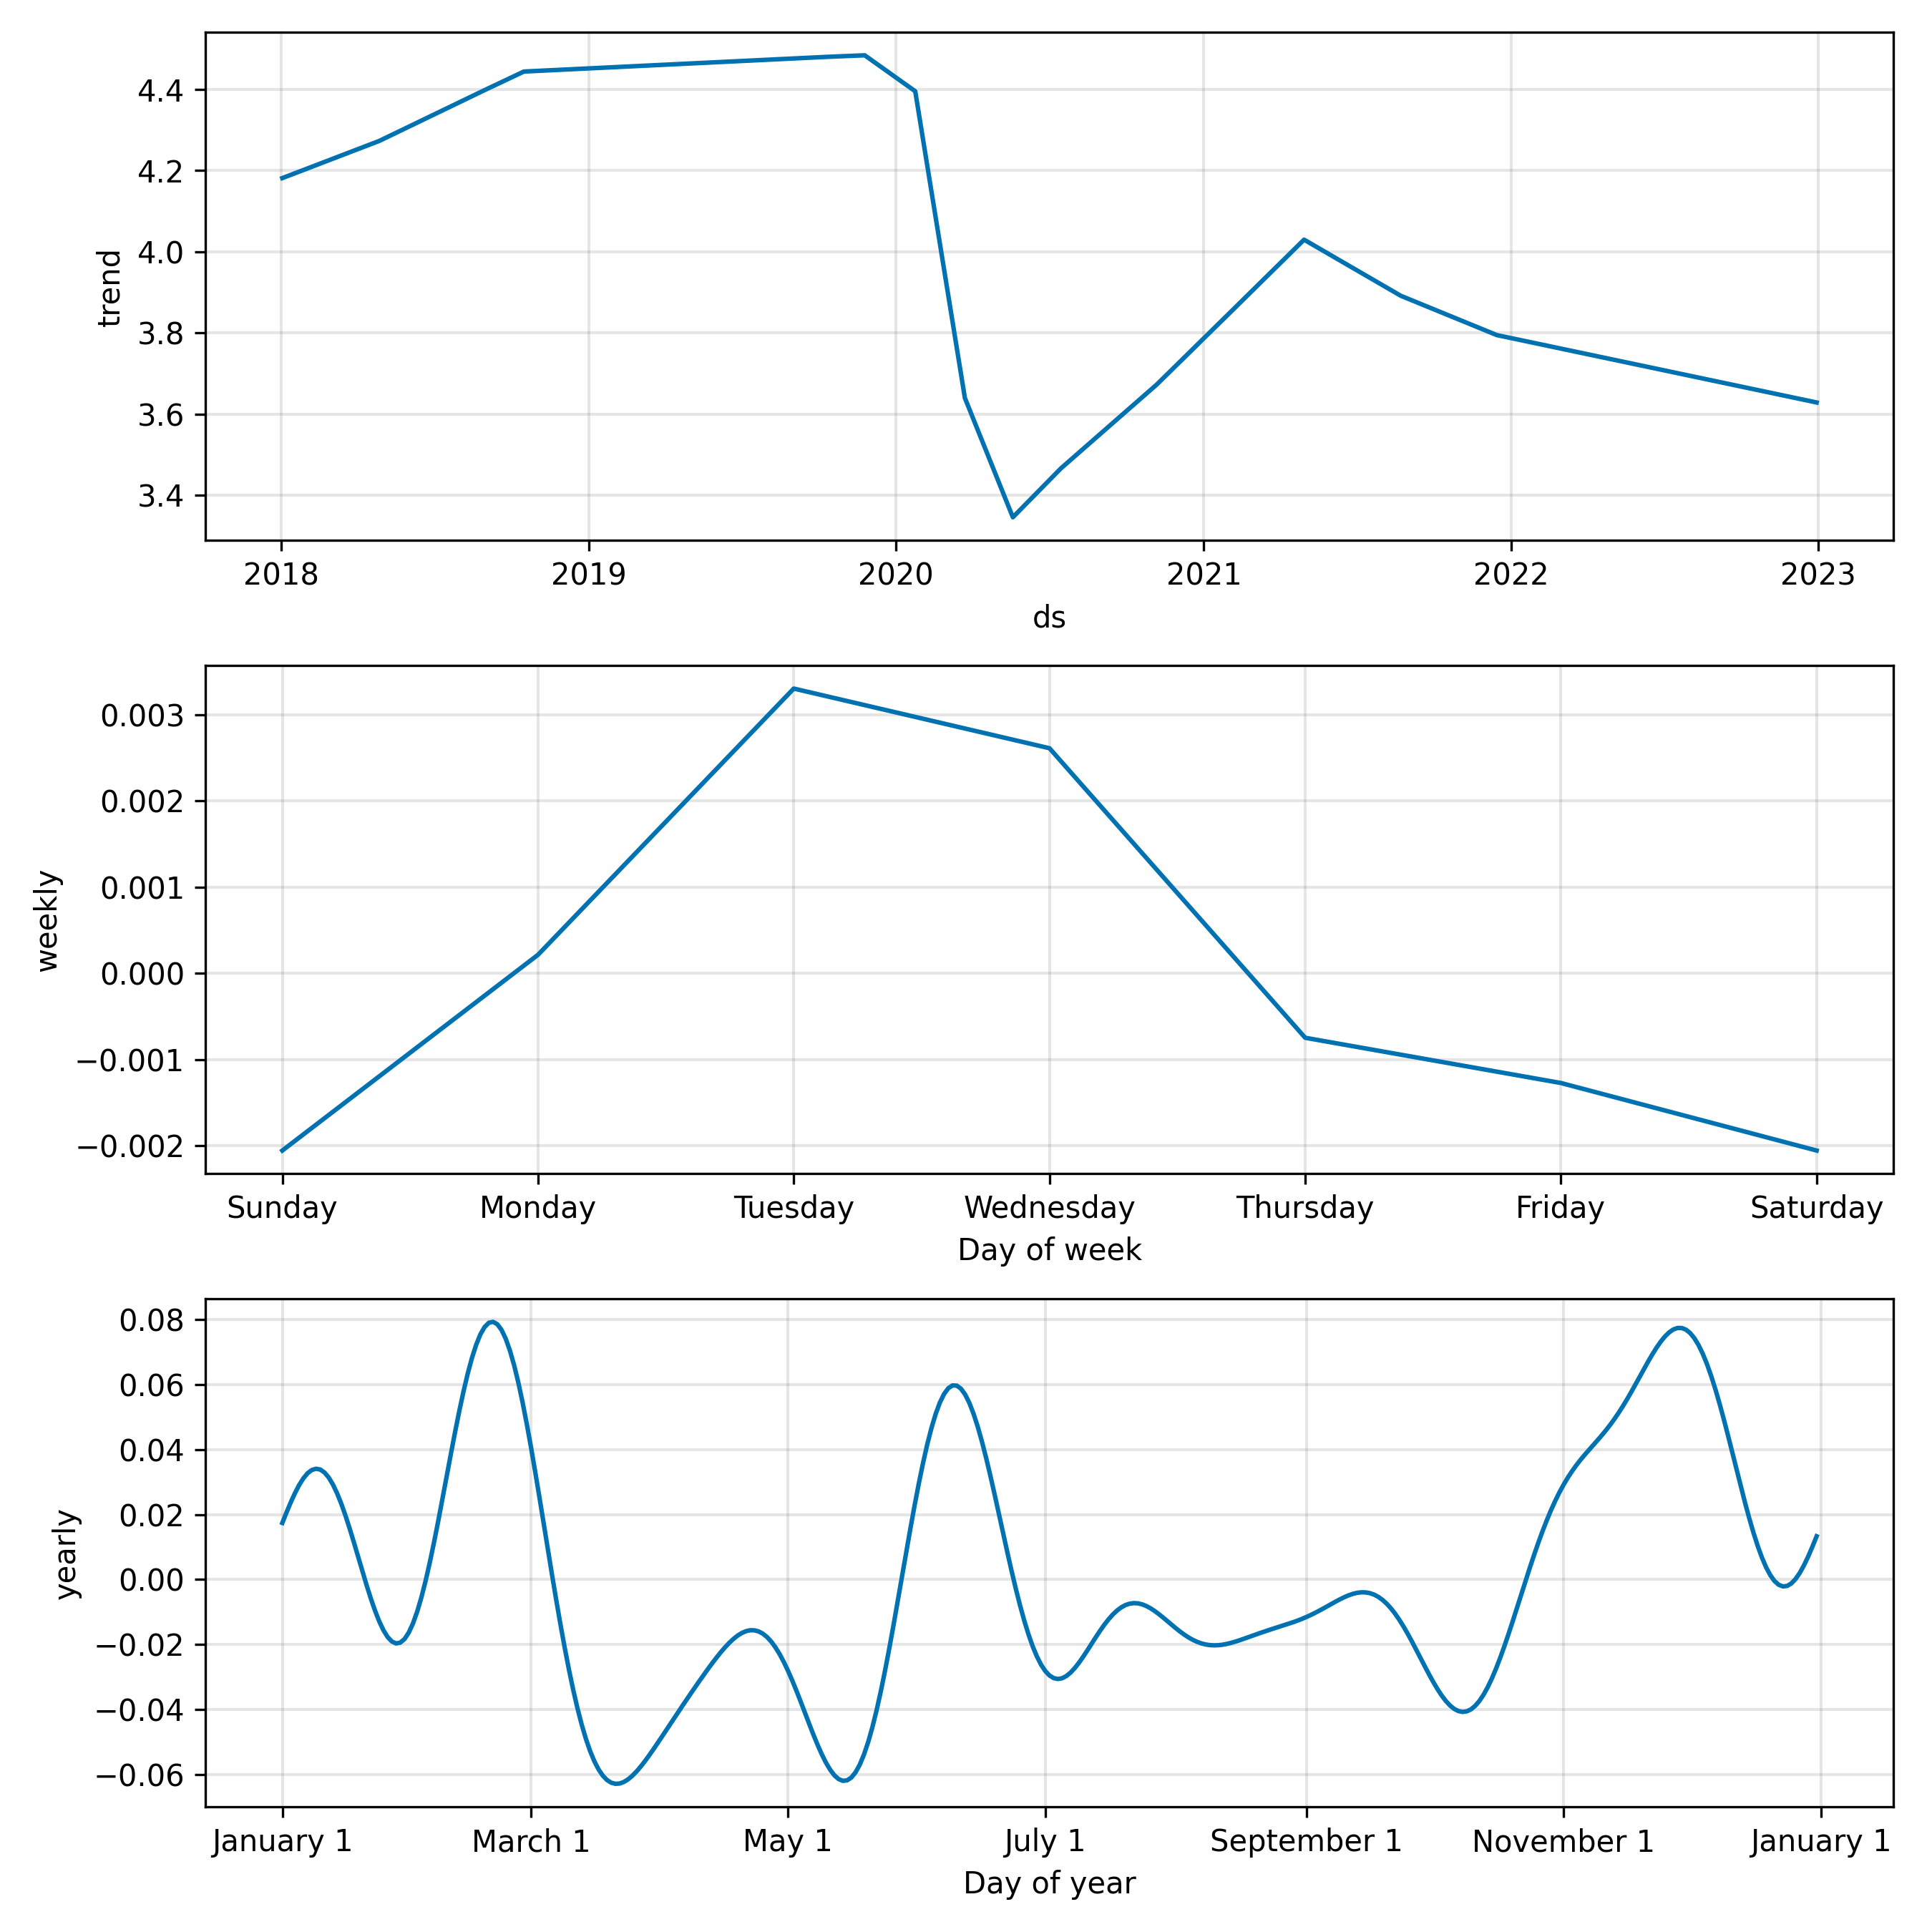 4.4
4.2
4.0
3.8
3.6
3.4
trend
2018 2019 2020 2021 2022 2023
ds
0.003
0.002
0.001
0.000
−0.001
−0.002
weekly
Sunday Monday Tuesday Wednesday Thursday Friday Saturday
Day of week
0.08
0.06
0.04
0.02
0.00
−0.02
−0.04
−0.06
yearly
January 1 March 1 May 1 July 1 September 1 November 1 January 1
Day of year